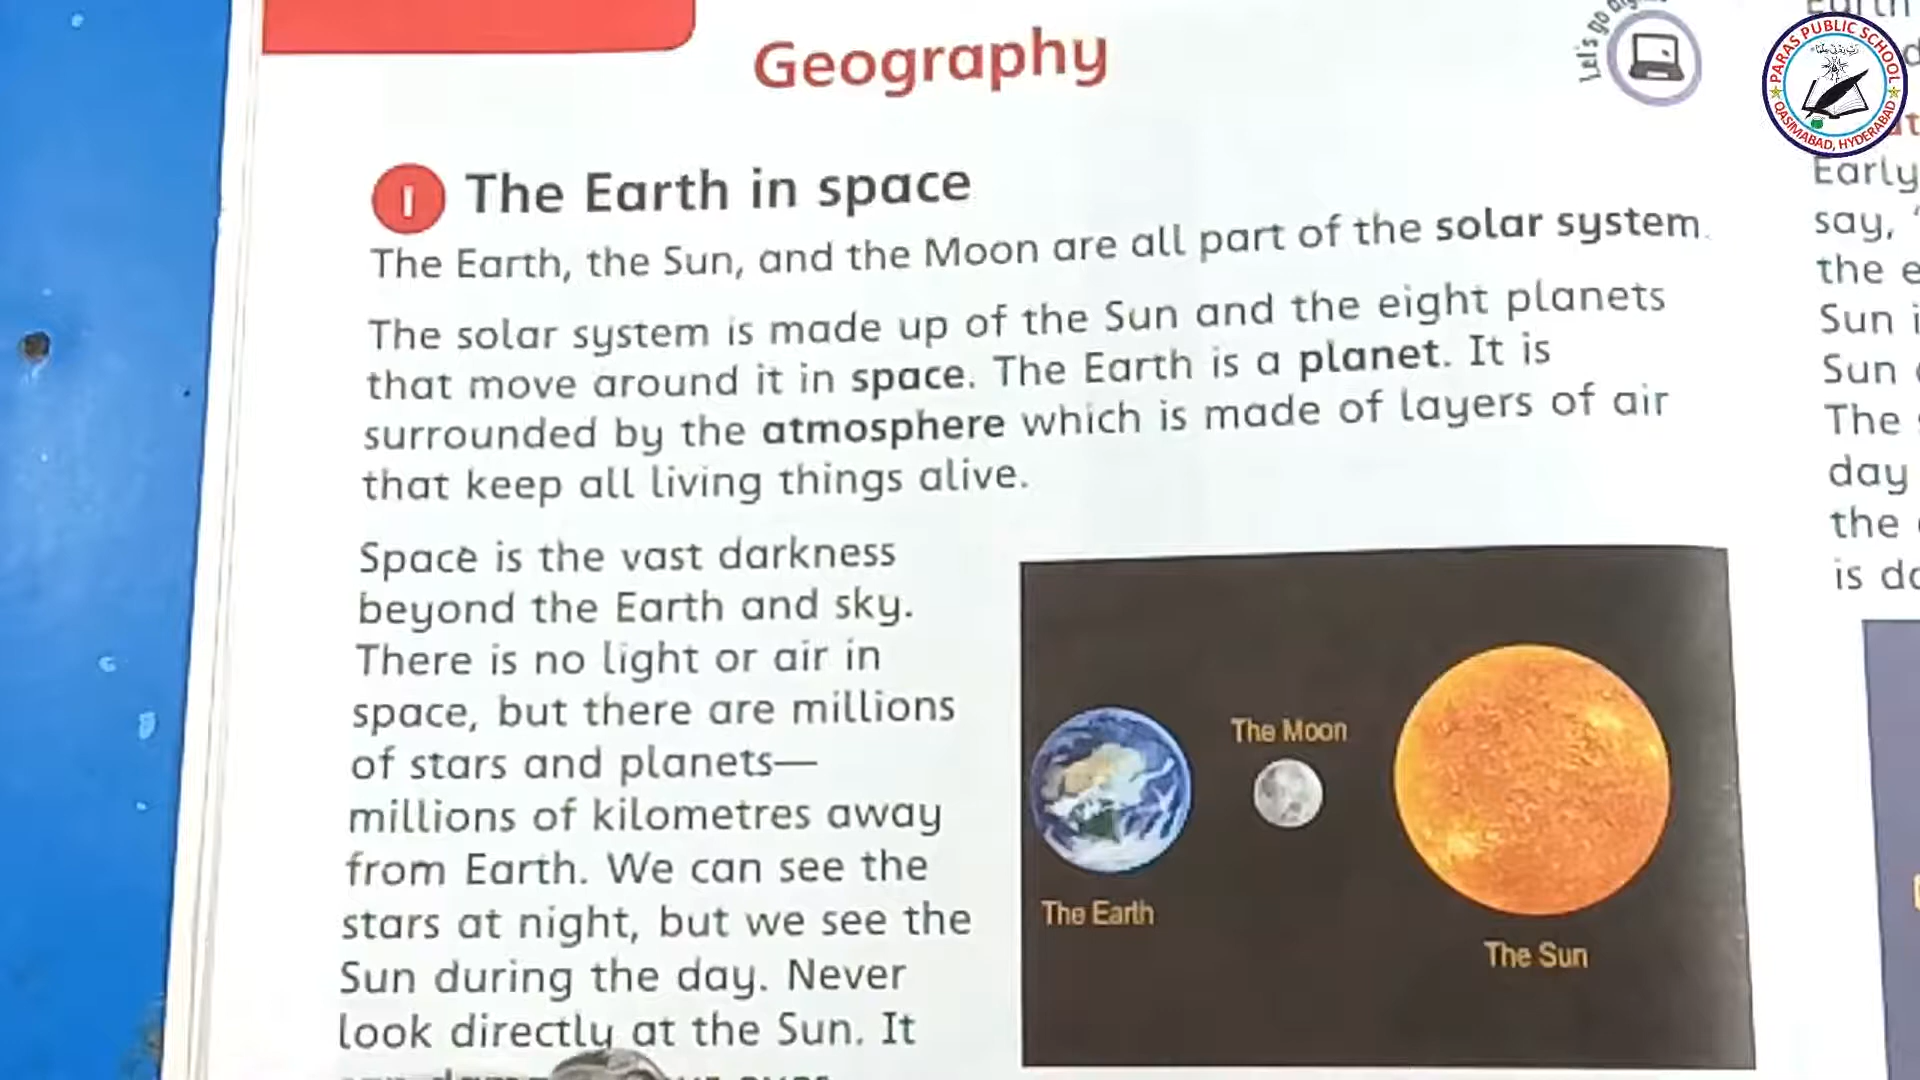 Geography
Let's go
PARAS PUBLIC SCHOOL
QASIMABAD, HYDERABAD
1 The Earth in space
The Earth, the Sun, and the Moon are all part of the solar system.
The solar system is made up of the Sun and the eight planets
that move around it in space. The Earth is a planet. It is
surrounded by the atmosphere which is made of layers of air
that keep all living things alive.
Space is the vast darkness
beyond the Earth and sky.
There is no light or air in
space, but there are millions
of stars and planets—
millions of kilometres away
from Earth. We can see the
stars at night, but we see the
Sun during the day. Never
look directly at the Sun. It
The Moon
The Earth
The Sun
Early
say,
the
Sun
Sun
The
day
the
is